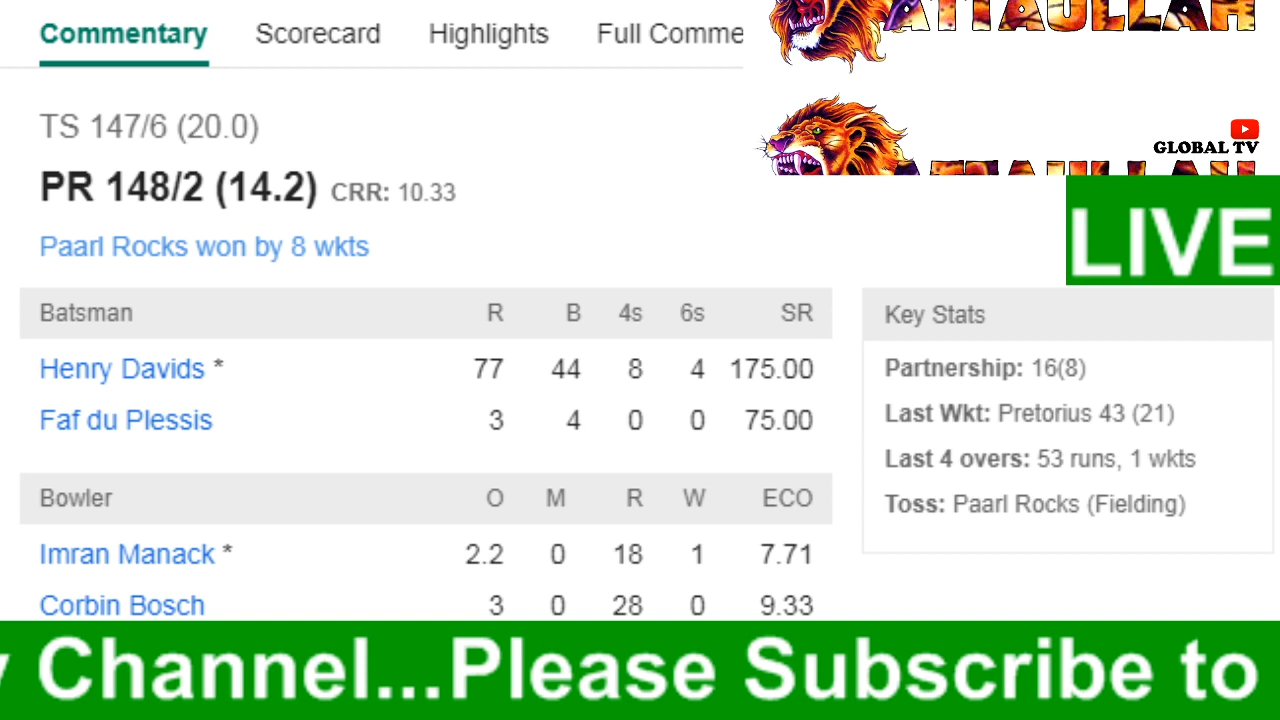 Commentary Scorecard Highlights Full Comme
ATTAULLAH
TS 147/6 (20.0)
GLOBAL TV
ATTAULLAH
PR 148/2 (14.2) CRR: 10.33
Paarl Rocks won by 8 wkts
LIVE
Batsman R B 4s 6s SR
Henry Davids * 77 44 8 4 175.00
Faf du Plessis 3 4 0 0 75.00
Bowler O M R W ECO
Imran Manack * 2.2 0 18 1 7.71
Corbin Bosch 3 0 28 0 9.33
Key Stats
Partnership: 16(8)
Last Wkt: Pretorius 43 (21)
Last 4 overs: 53 runs, 1 wkts
Toss: Paarl Rocks (Fielding)
y Channel...Please Subscribe to